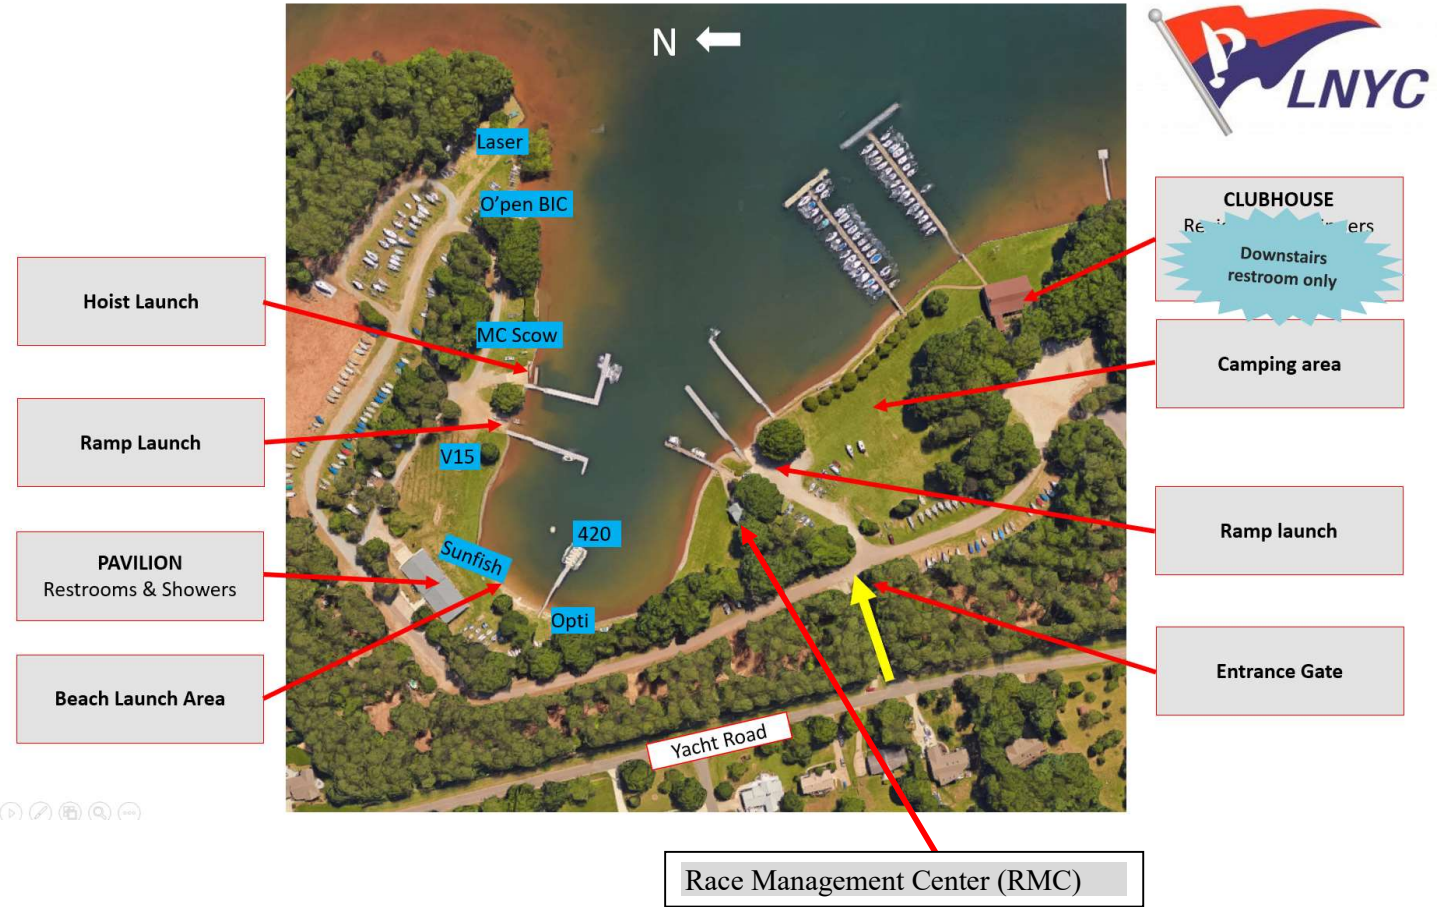 N
LNYC
Laser
O'pen BIC
MC Scow
V15
420
Sunfish
Opti
Yacht Road
Hoist Launch
Ramp Launch
PAVILION
Restrooms & Showers
Beach Launch Area
CLUBHOUSE
Downstairs
restroom only
Camping area
Ramp launch
Entrance Gate
Race Management Center (RMC)